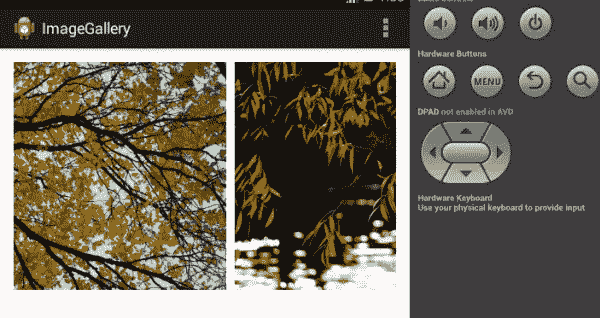 ImageGallery
Hardware Buttons
MENU
DPAD not enabled in AVD
Hardware Keyboard
Use your physical keyboard to provide input